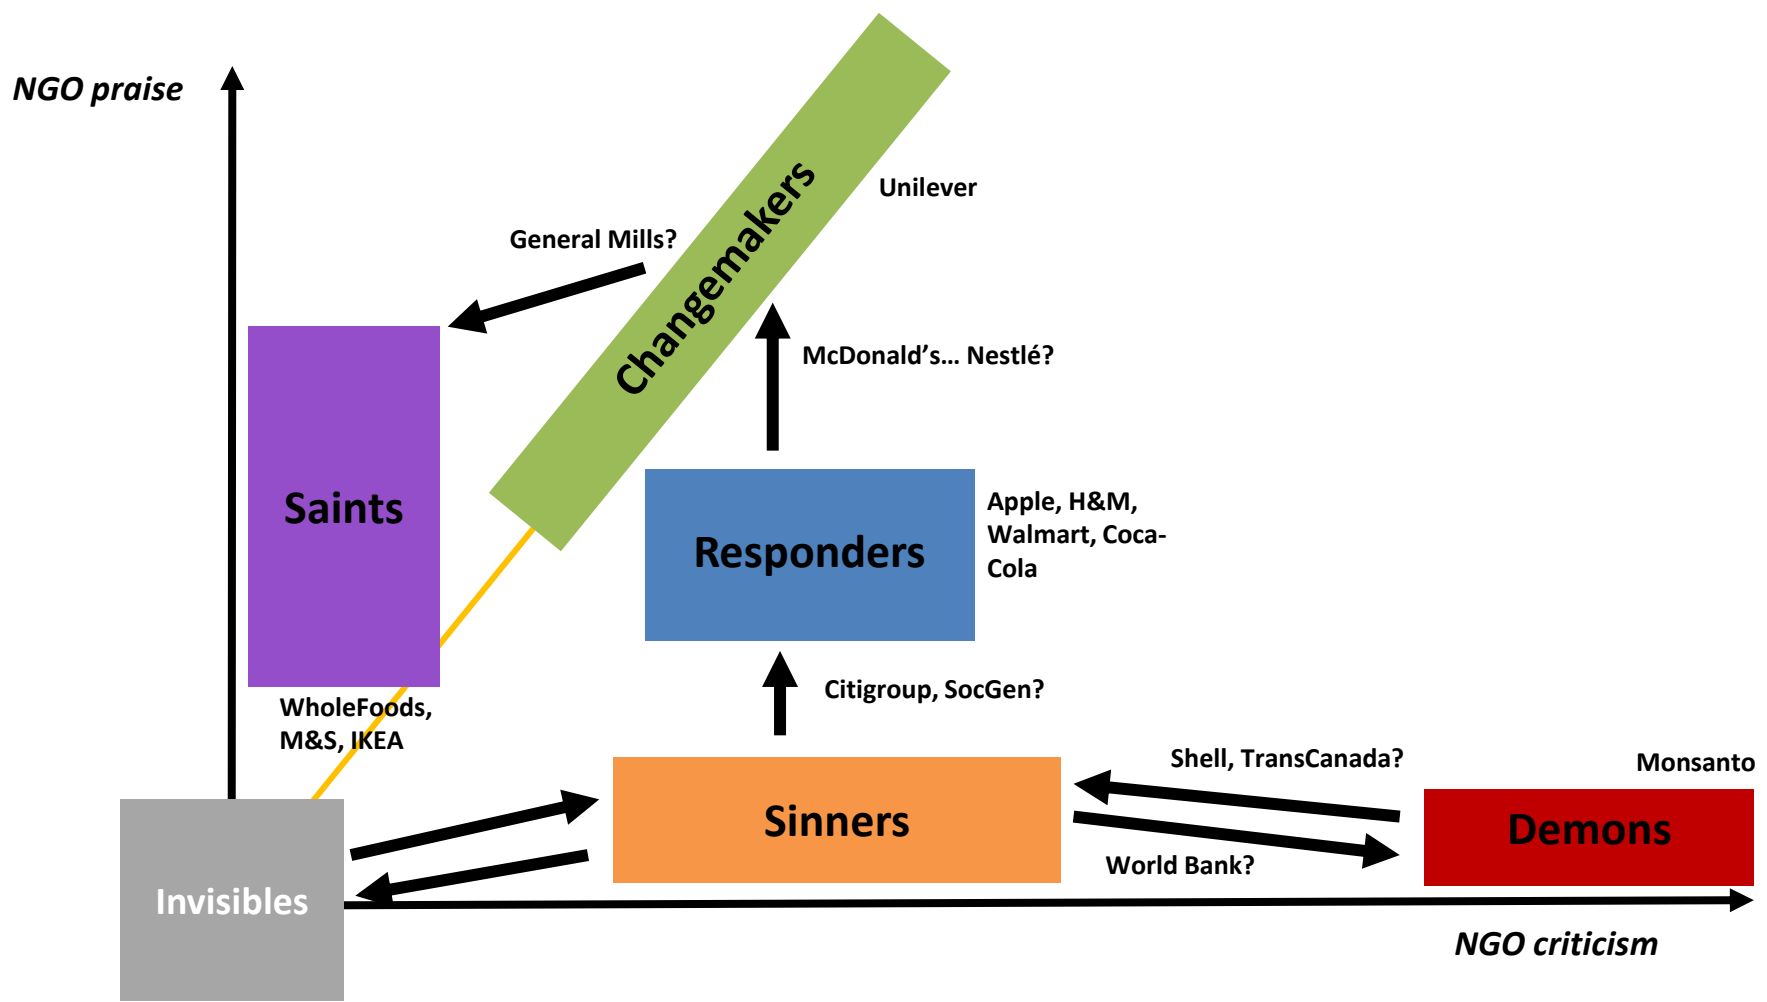 NGO praise
Changemakers
Unilever
General Mills?
McDonald's... Nestlé?
Saints
Responders
Apple, H&M,
Walmart, Coca-
Cola
WholeFoods,
M&S, IKEA
Citigroup, SocGen?
Shell, TransCanada?
Monsanto
Sinners
Demons
World Bank?
Invisibles
NGO criticism